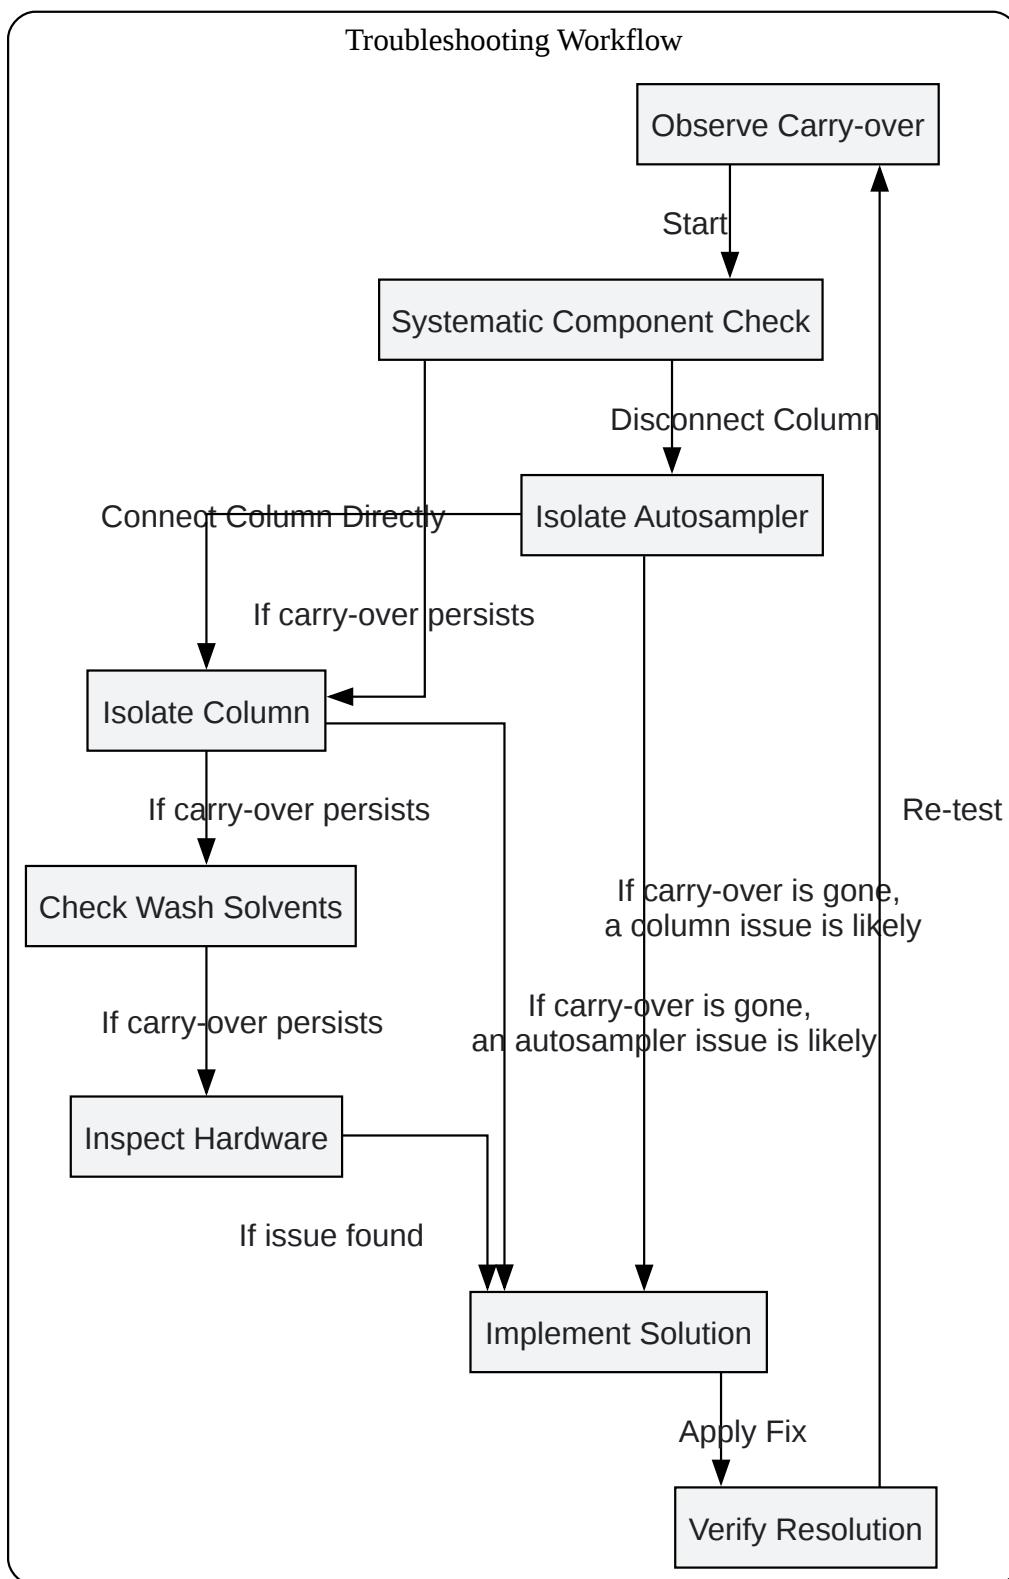 Troubleshooting Workflow
Observe Carry-over
Start
Systematic Component Check
Disconnect Column
Connect Column Directly
Isolate Autosampler
If carry-over persists
Isolate Column
If carry-over persists
Re-test
Check Wash Solvents
If carry-over is gone,
a column issue is likely
If carry-over persists
If carry-over is gone,
an autosampler issue is likely
Inspect Hardware
If issue found
Implement Solution
Apply Fix
Verify Resolution